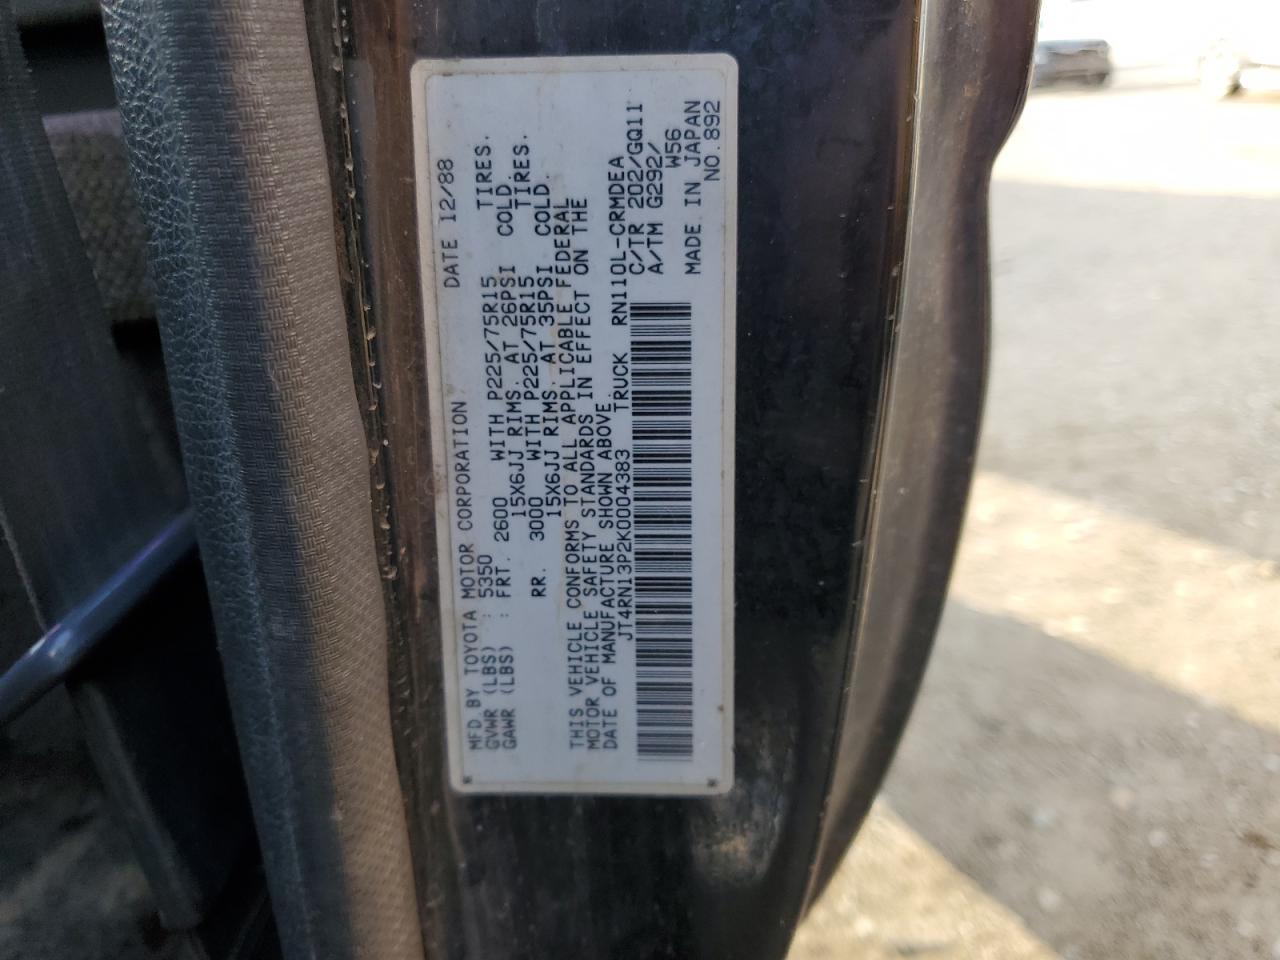 MFD BY TOYOTA MOTOR CORPORATION DATE 12/88
GVWR (LBS) : 5350
GAWR (LBS) : FRT. 2600 WITH P225/75R15 TIRES.
15X6JJ RIMS. AT 26PSI COLD.
RR. 3000 WITH P225/75R15 TIRES.
15X6JJ RIMS. AT 35PSI COLD
THIS VEHICLE CONFORMS TO ALL APPLICABLE FEDERAL
MOTOR VEHICLE SAFETY STANDARDS IN EFFECT ON THE
DATE OF MANUFACTURE SHOWN ABOVE.
JT4RN13P2K0004383 TRUCK RN110L-CRMDEA
C/TR 202/GQ11
A/TM G292/
W56
MADE IN JAPAN
NO.892